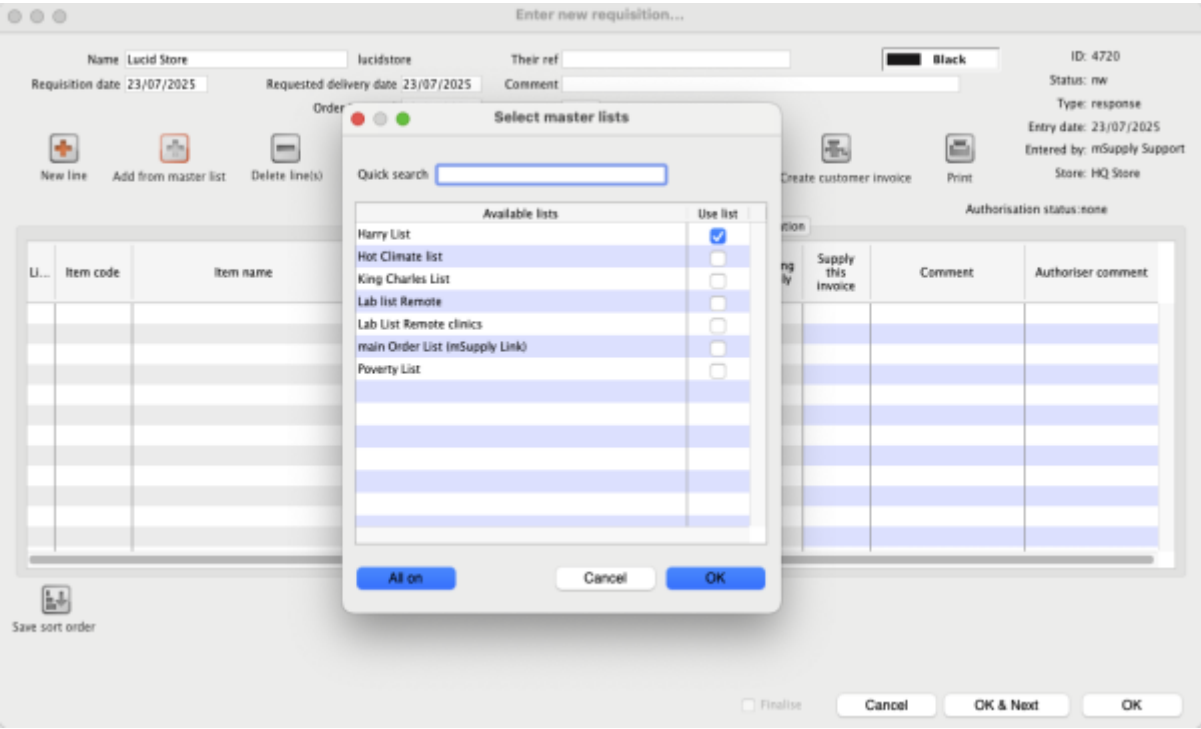 Enter new requisition...
Name Lucid Store lucidstore Their ref Black ID: 4720
Requisition date 23/07/2025 Requested delivery date 23/07/2025 Comment Status: nw
Order Type: response
Entry date: 23/07/2025
Entered by: mSupply Support
Store: HQ Store
New line Add from master list Delete line(s) Create customer invoice Print
Authorisation status:none
Li... Item code Item name Supply this invoice Comment Authoriser comment
Select master lists
Quick search
Available lists Use list
Harry List
Hot Climate list
King Charles List
Lab list Remote
Lab List Remote clinics
main Order List (mSupply Link)
Poverty List
All on Cancel OK
Save sort order
Finalise Cancel OK & Next OK